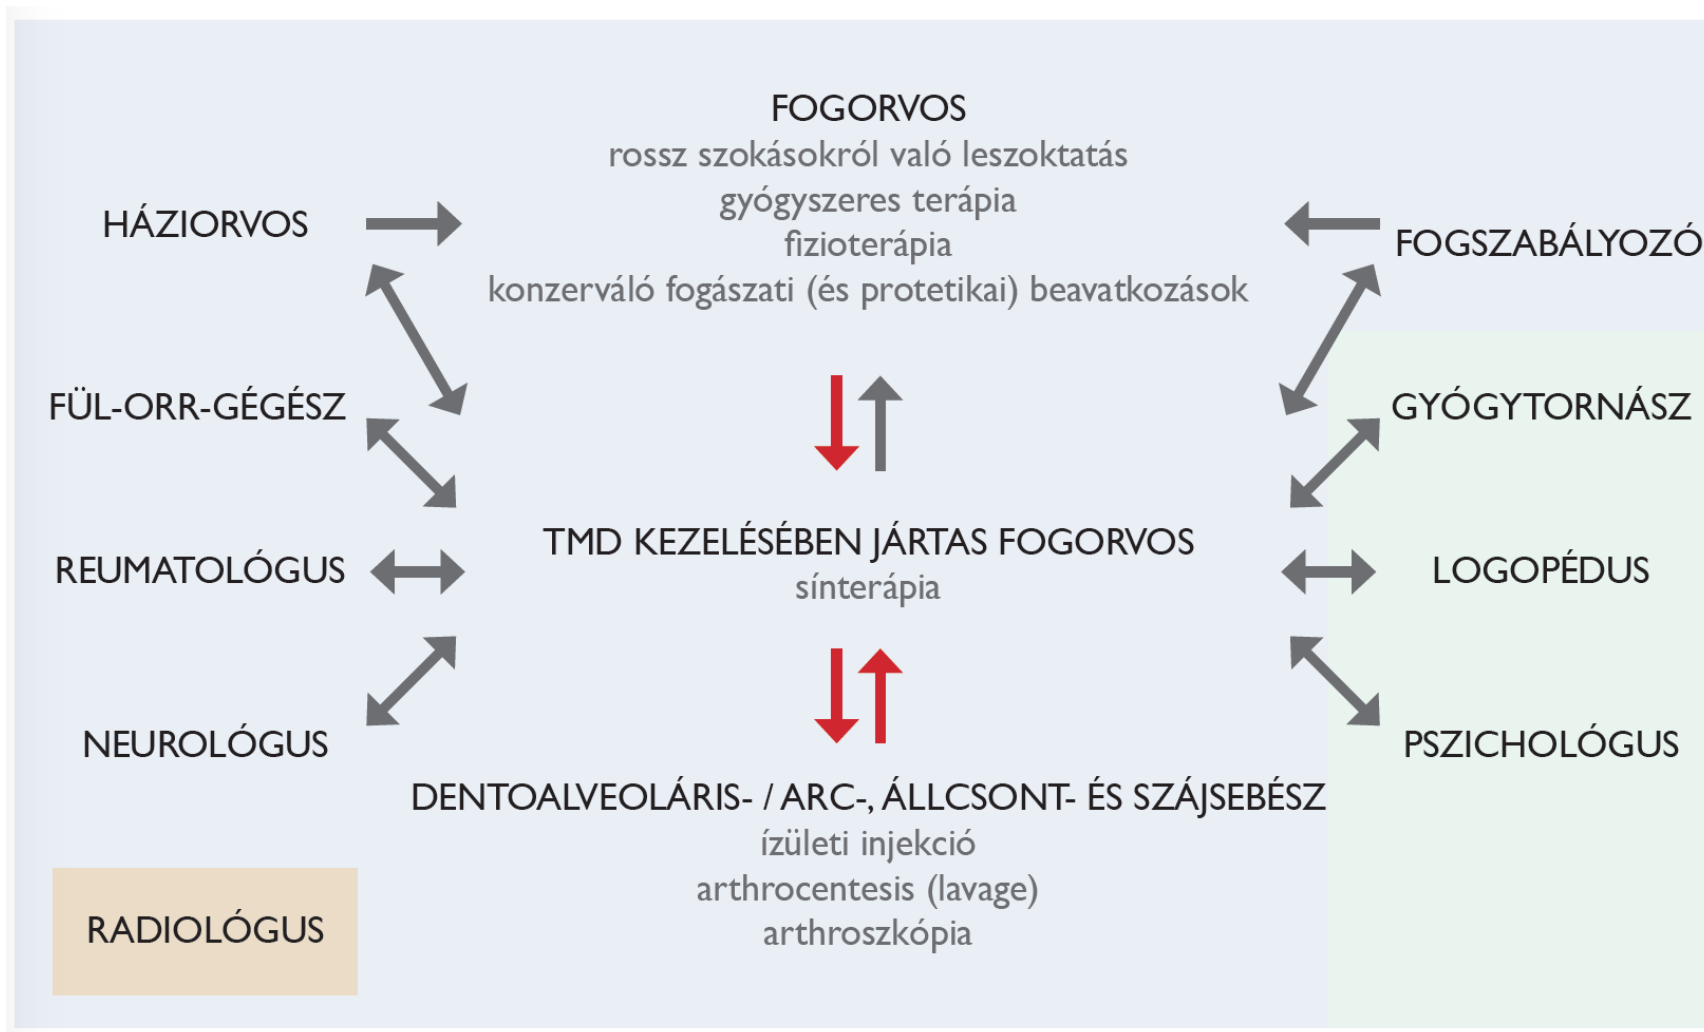 FOGORVOS
rossz szokásokról való leszoktatás
gyógyszeres terápia
fizioterápia
konzerváló fogászati (és protetikai) beavatkozások
HÁZIORVOS
FOGSZABÁLYOZÓ
FÜL-ORR-GÉGÉSZ
GYÓGYTORNÁSZ
TMD KEZELÉSÉBEN JÁRTAS FOGORVOS
sínterápia
REUMATOLÓGUS
LOGOPÉDUS
NEUROLÓGUS
PSZICHOLÓGUS
DENTOALVEOLÁRIS- / ARC-, ÁLLCSONT- ÉS SZÁJSEBÉSZ
ízületi injekció
arthrocentesis (lavage)
arthroszkópia
RADIOLÓGUS